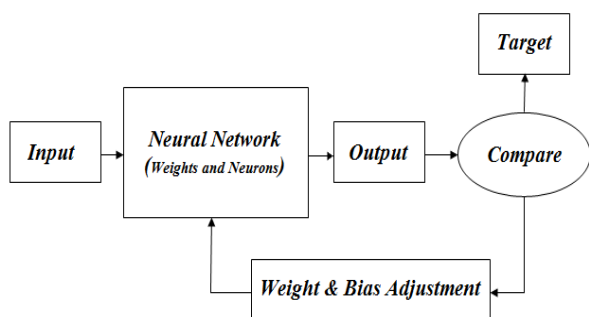 Target
Neural Network
(Weights and Neurons)
Input
Output
Compare
Weight & Bias Adjustment